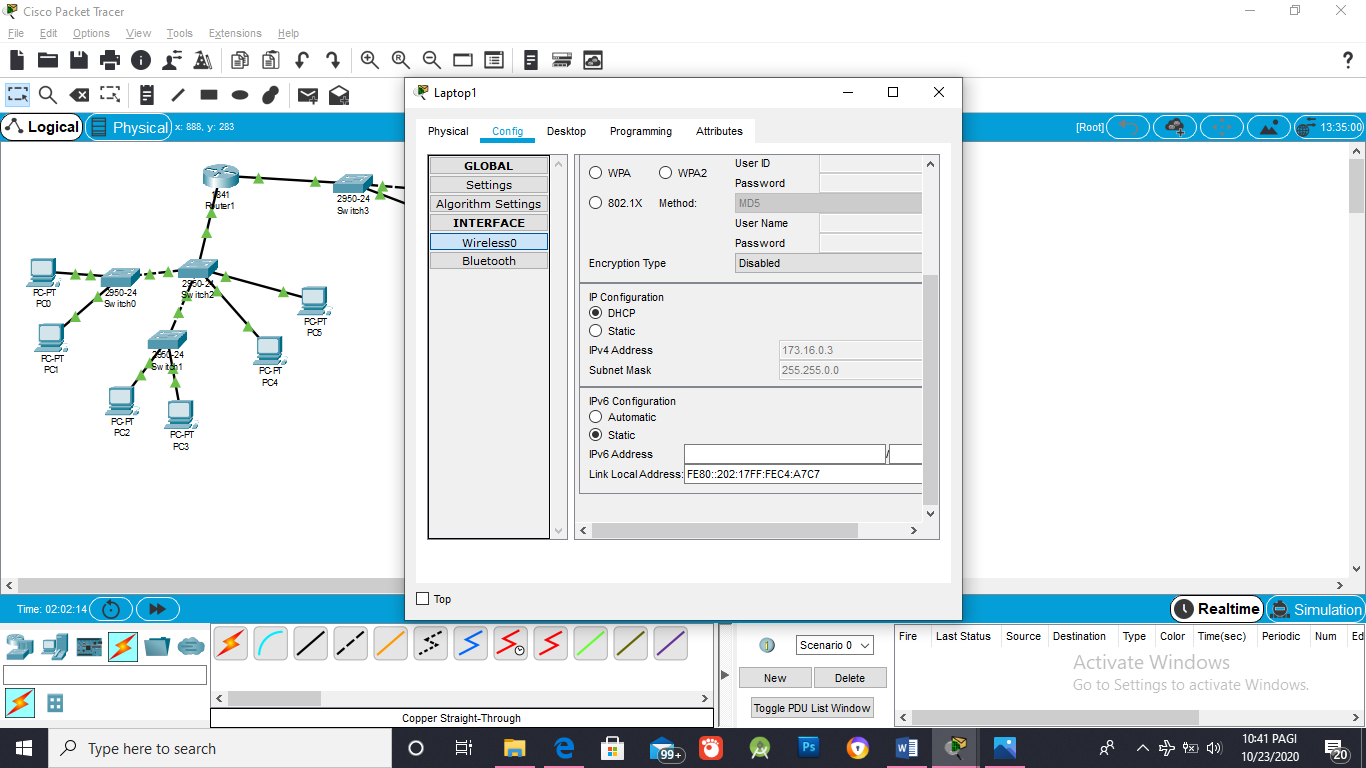 Cisco Packet Tracer
File Edit Options View Tools Extensions Help
Logical
Physical
x: 888, y: 283
[Root]
13:35:00
1841
Router1
2950-24
Switch3
PC-PT
PC0
2950-24
Switch0
2950-24
Switch2
PC-PT
PC1
2950-24
Switch1
PC-PT
PC5
PC-PT
PC4
PC-PT
PC2
PC-PT
PC3
Laptop1
Physical Config Desktop Programming Attributes
GLOBAL
Settings
Algorithm Settings
INTERFACE
Wireless0
Bluetooth
User ID
WPA WPA2
Password
802.1X Method: MD5
User Name
Password
Encryption Type Disabled
IP Configuration
DHCP
Static
IPv4 Address 173.16.0.3
Subnet Mask 255.255.0.0
IPv6 Configuration
Automatic
Static
IPv6 Address /
Link Local Address: FE80::202:17FF:FEC4:A7C7
Top
Time: 02:02:14
Realtime
Simulation
Scenario 0
New Delete
Toggle PDU List Window
Fire Last Status Source Destination Type Color Time(sec) Periodic Num Ed
Activate Windows
Go to Settings to activate Windows.
Copper Straight-Through
Type here to search
99+
Ps
10:41 PAGI
10/23/2020
20